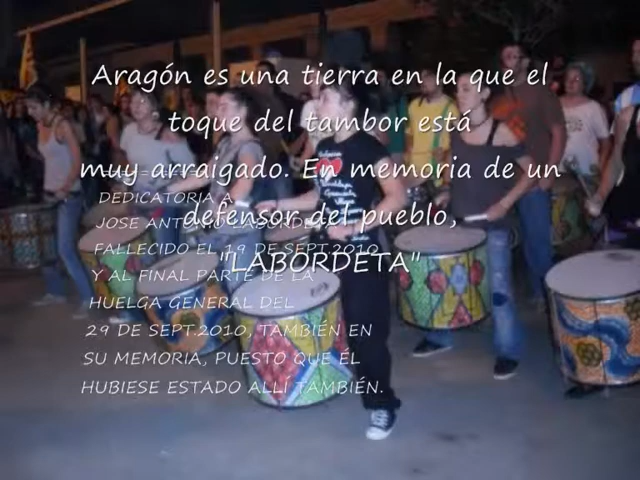 Aragón es una tierra en la que el
toque del tambor está
muy arraigado. En memoria de un
defensor del pueblo,
"LABORDETA"
DEDICATORIA A
JOSE ANTONIO LABORDETA
FALLECIDO EL 19 DE SEPT.2010
Y AL FINAL PARTE DE LA
HUELGA GENERAL DEL
29 DE SEPT.2010, TAMBIÉN EN
SU MEMORIA, PUESTO QUE ÉL
HUBIESE ESTADO ALLÍ TAMBIÉN.